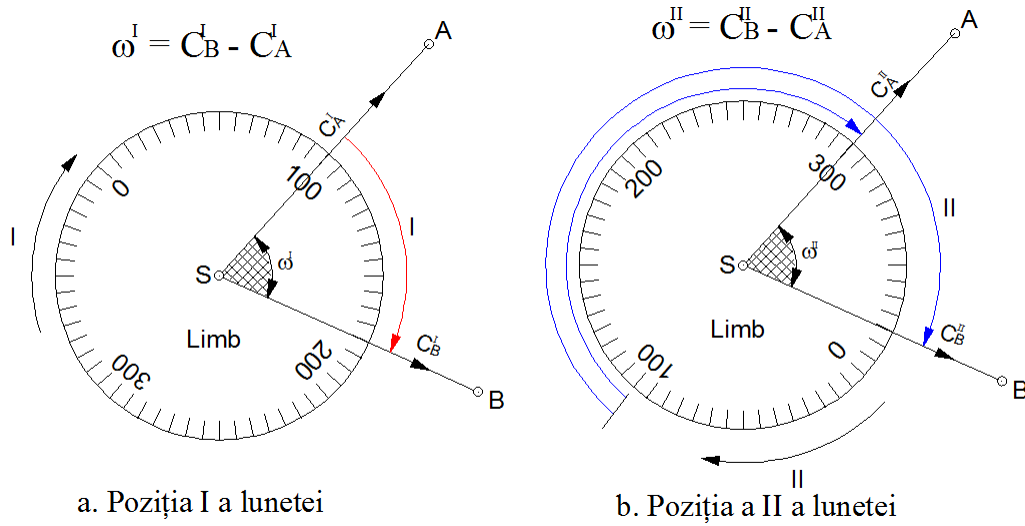 ω^I = C_B^I - C_A^I
A
C_A^I
0
100
I
I
S
ω^I
Limb
C_B^I
300
200
B
a. Poziția I a lunetei
ω^II = C_B^II - C_A^II
A
C_A^II
200
300
II
S
ω^II
Limb
C_B^II
100
0
B
II
b. Poziția a II a lunetei